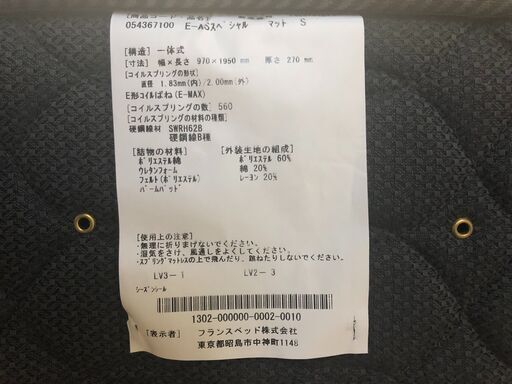 054367100 E-ASスペシャル マット S
[構造] 一体式
[寸法] 幅×長さ 970×1950 mm 厚さ 270 mm
[コイルスプリングの形状]
直径 1.83mm(内)/2.00mm(外)
E形コイルばね(E-MAX)
[コイルスプリングの数] 560
[コイルスプリングの材料の種類]
硬鋼線材 SWRH62B
硬鋼線B種
[詰物の材料] [外装生地の組成]
ポリエステル綿 ポリエステル 60%
ウレタンフォーム 綿 20%
フェルト(ポリエステル) レーヨン 20%
パームパッド
[使用上の注意]
・無理に折りまげないでください。
・湿気をさけ、風通しをよくしてください。
・スプリングマットレスの上で飛んだり、跳ねたりしないでください。
LV3-1 LV2-3
シーズンシール
1302-000000-0002-0010
[表示者] フランスベッド株式会社
東京都昭島市中神町1148